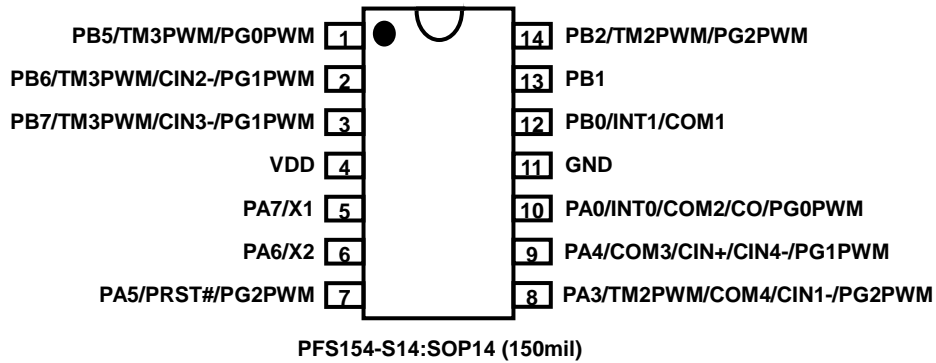 PB5/TM3PWM/PG0PWM 1 14 PB2/TM2PWM/PG2PWM
PB6/TM3PWM/CIN2-/PG1PWM 2 13 PB1
PB7/TM3PWM/CIN3-/PG1PWM 3 12 PB0/INT1/COM1
VDD 4 11 GND
PA7/X1 5 10 PA0/INT0/COM2/CO/PG0PWM
PA6/X2 6 9 PA4/COM3/CIN+/CIN4-/PG1PWM
PA5/PRST#/PG2PWM 7 8 PA3/TM2PWM/COM4/CIN1-/PG2PWM
PFS154-S14:SOP14 (150mil)